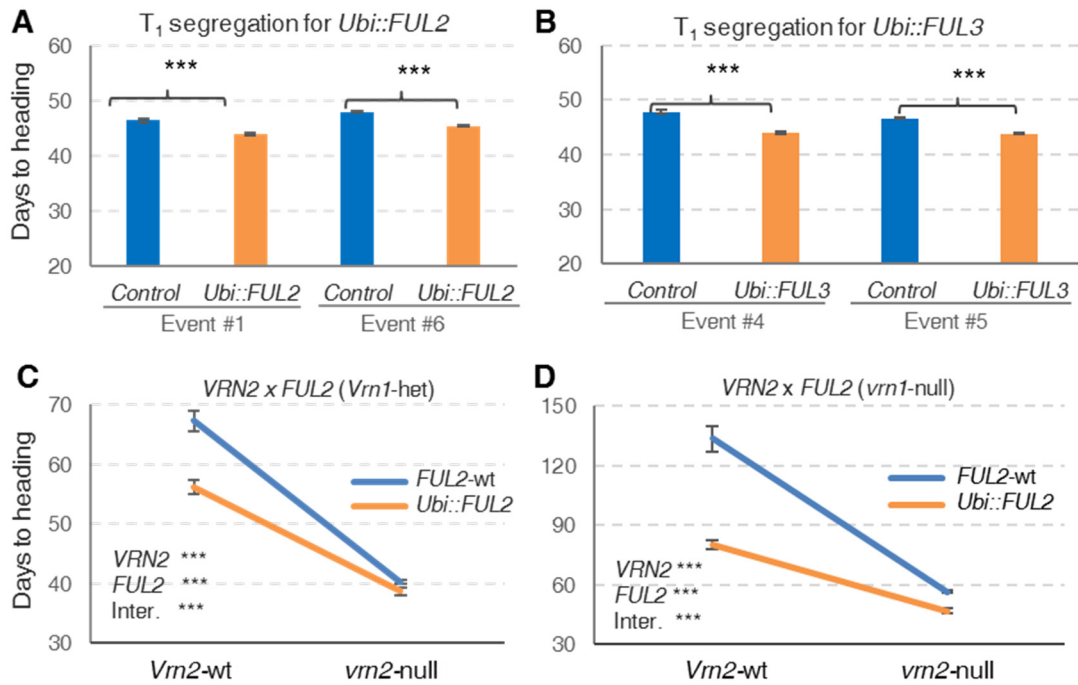 A
T₁ segregation for Ubi::FUL2
Days to heading
60
50
40
30
20
***
***
Control Ubi::FUL2 Control Ubi::FUL2
Event #1 Event #6
B
T₁ segregation for Ubi::FUL3
60
50
40
30
20
***
***
Control Ubi::FUL3 Control Ubi::FUL3
Event #4 Event #5
C
VRN2 x FUL2 (Vrn1-het)
Days to heading
70
60
50
40
30
FUL2-wt
Ubi::FUL2
VRN2 ***
FUL2 ***
Inter. ***
Vrn2-wt vrn2-null
D
VRN2 x FUL2 (vrn1-null)
150
120
90
60
30
FUL2-wt
Ubi::FUL2
VRN2 ***
FUL2 ***
Inter. ***
Vrn2-wt vrn2-null